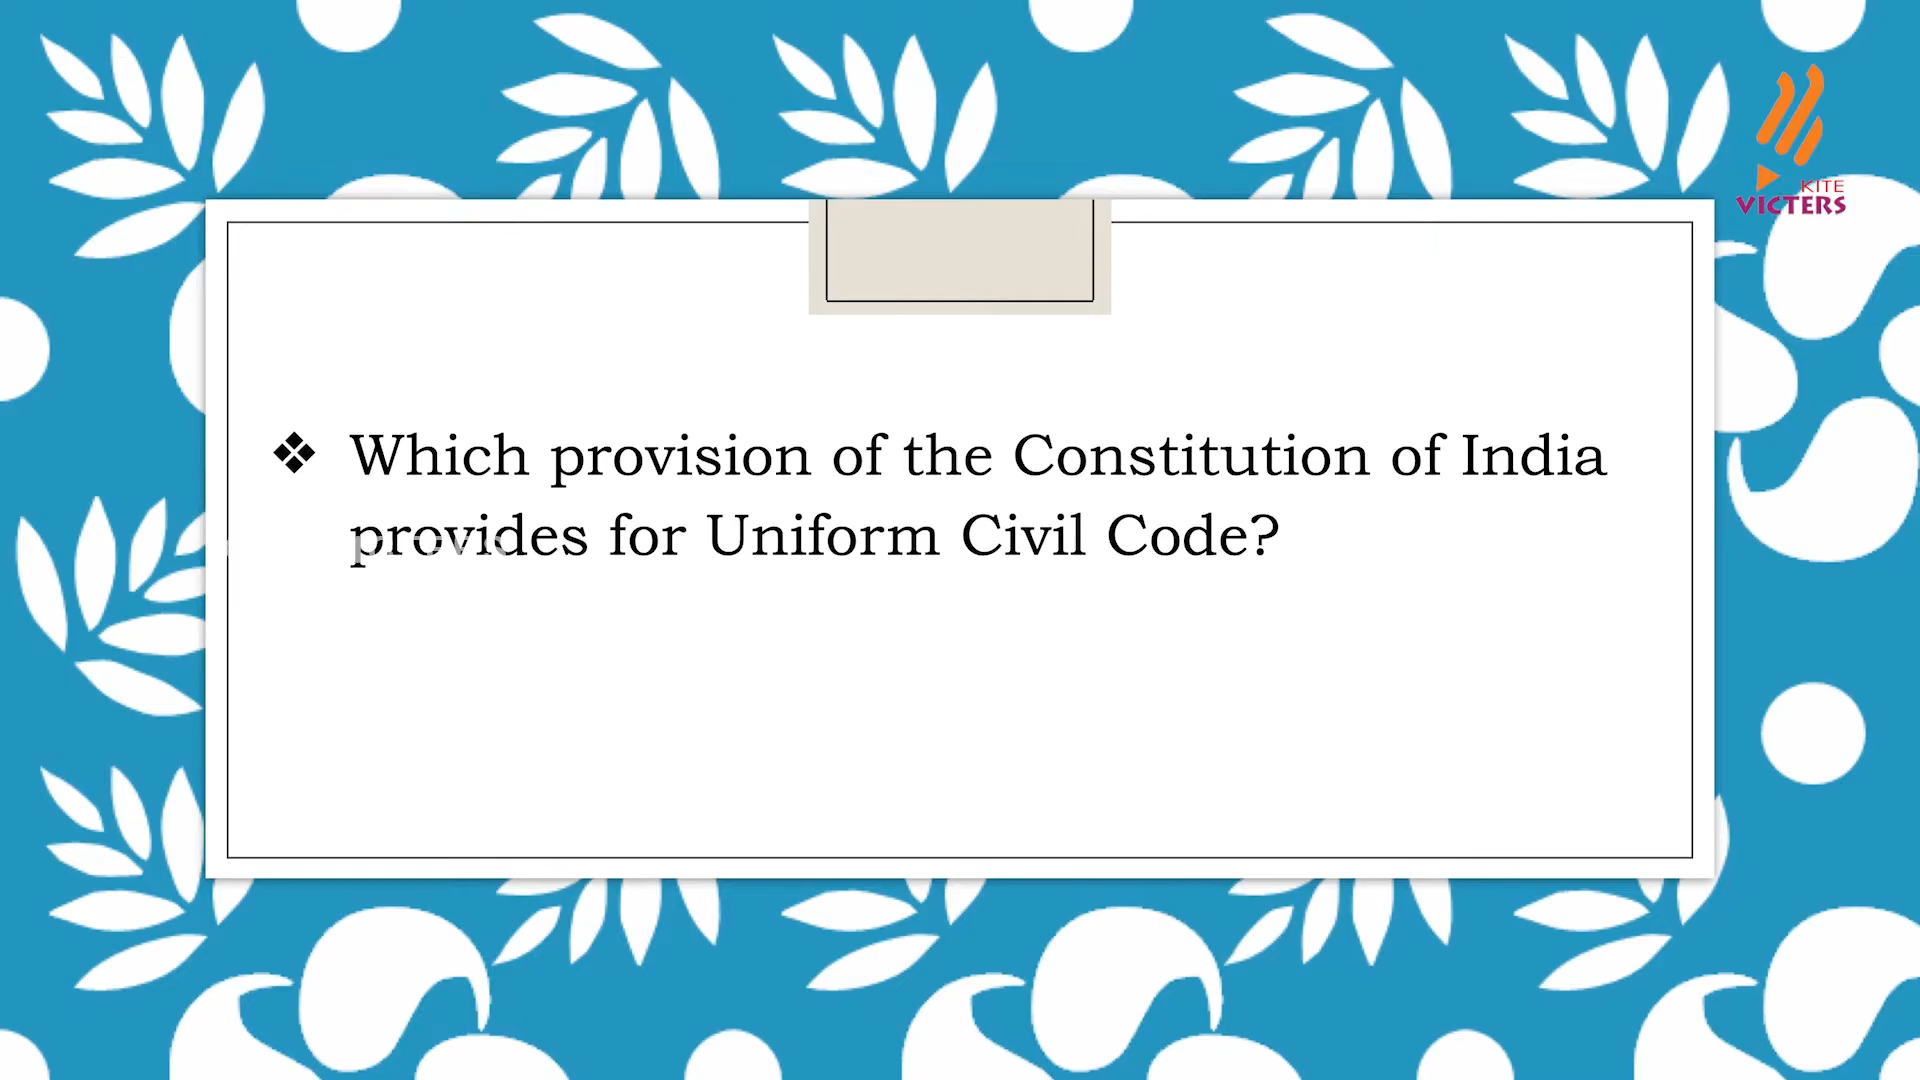 KITE
VICTERS
❖ Which provision of the Constitution of India
provides for Uniform Civil Code?